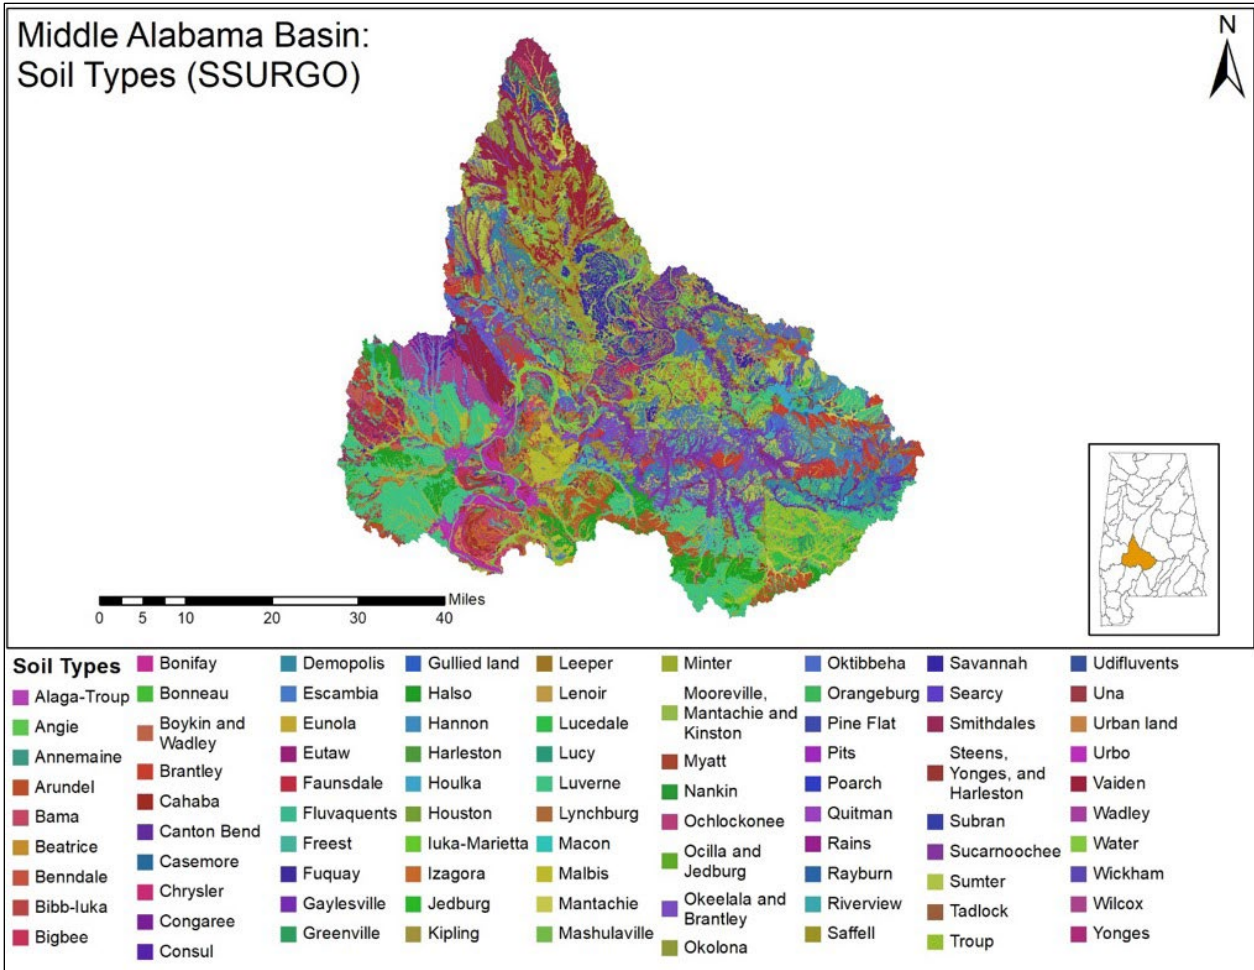 Middle Alabama Basin:
Soil Types (SSURGO)
N
Miles
0 5 10 20 30 40
Soil Types
Alaga-Troup
Angie
Annemaine
Arundel
Bama
Beatrice
Benndale
Bibb-Iuka
Bigbee
Bonifay
Bonneau
Boykin and
Wadley
Brantley
Cahaba
Canton Bend
Casemore
Chrysler
Congaree
Consul
Demopolis
Escambia
Eunola
Eutaw
Faunsdale
Fluvaquents
Freest
Fuquay
Gaylesville
Greenville
Gullied land
Halso
Hannon
Harleston
Houlka
Houston
Iuka-Marietta
Izagora
Jedburg
Kipling
Leeper
Lenoir
Lucedale
Lucy
Luverne
Lynchburg
Macon
Malbis
Mantachie
Mashulaville
Minter
Mooreville,
Mantachie and
Kinston
Myatt
Nankin
Ochlockonee
Ocilla and
Jedburg
Okeelala and
Brantley
Okolona
Oktibbeha
Orangeburg
Pine Flat
Pits
Poarch
Quitman
Rains
Rayburn
Riverview
Saffell
Savannah
Searcy
Smithdales
Steens,
Yonges, and
Harleston
Subran
Sucarnoochee
Sumter
Tadlock
Troup
Udifluvents
Una
Urban land
Urbo
Vaiden
Wadley
Water
Wickham
Wilcox
Yonges